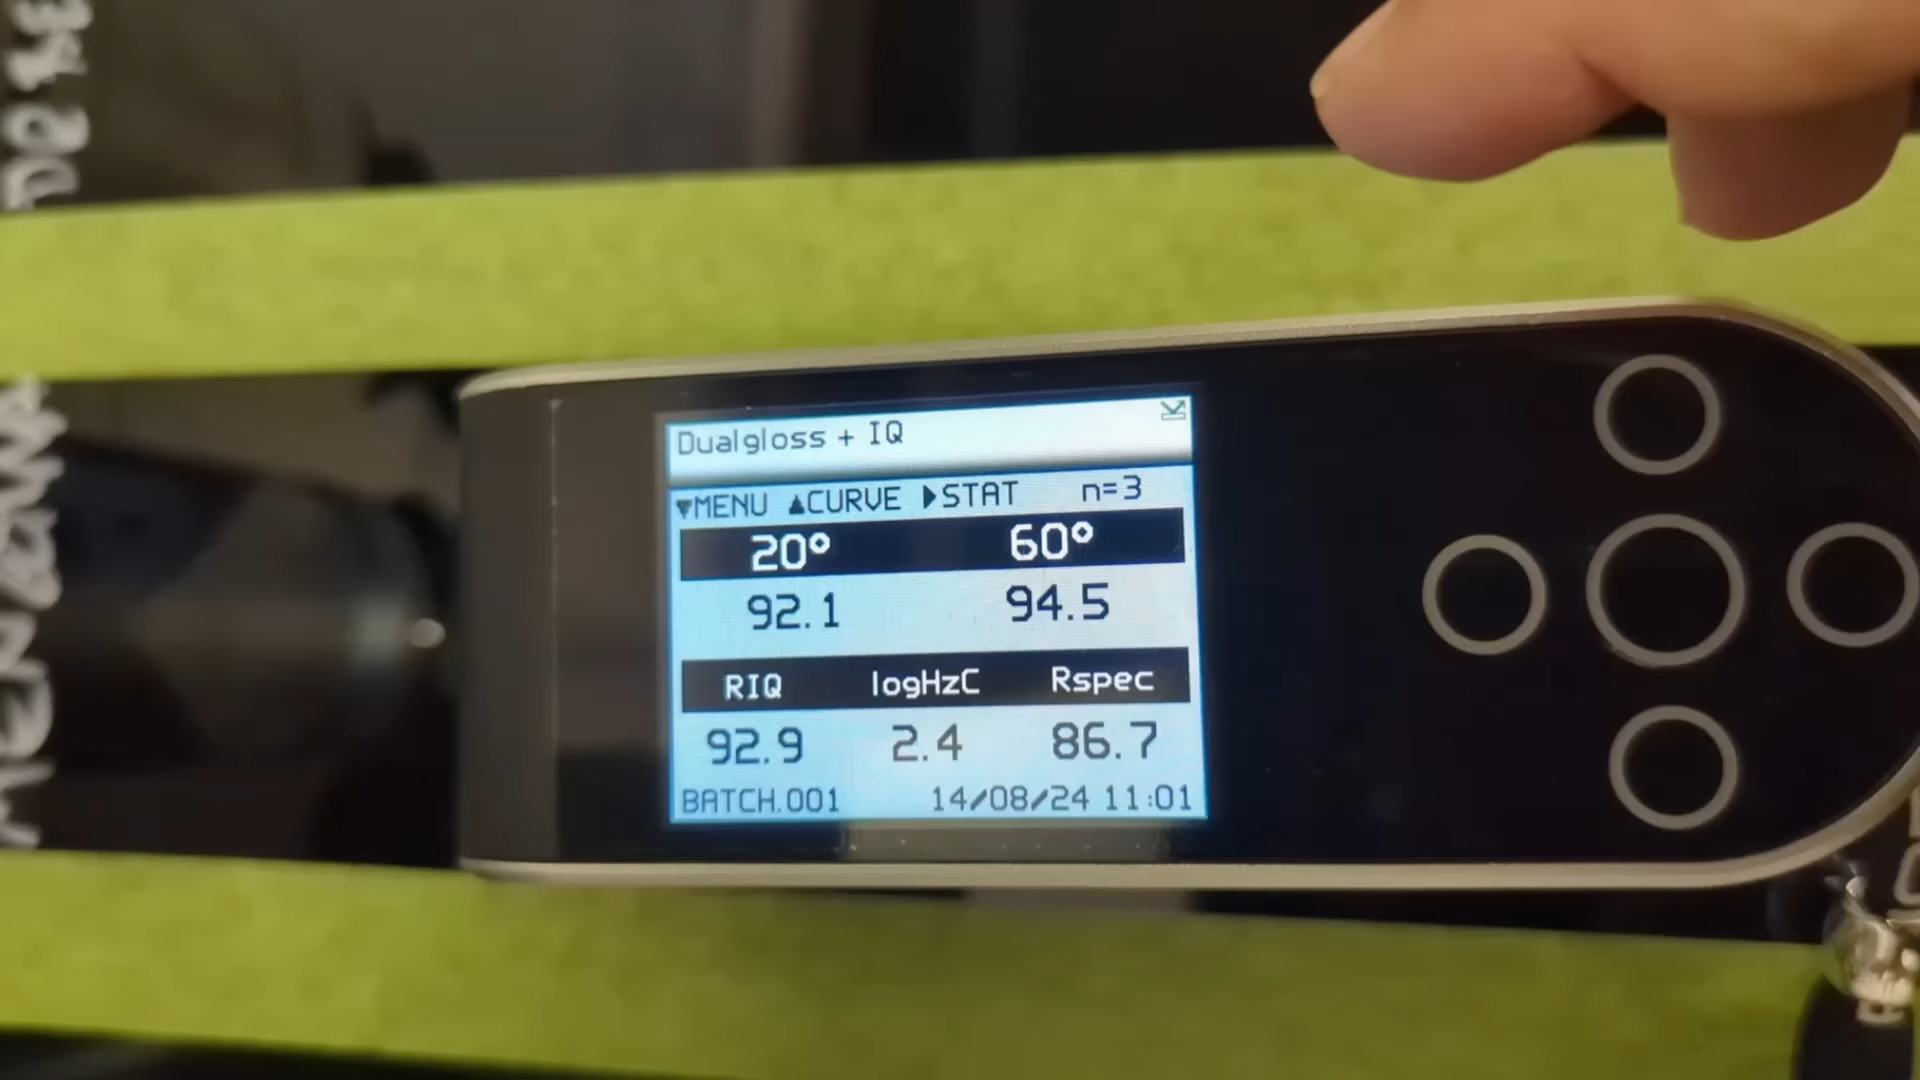 Dualgloss + IQ
▼MENU ▲CURVE ▶STAT n=3
20° 60°
92.1 94.5
RIQ logHzC Rspec
92.9 2.4 86.7
BATCH.001 14/08/24 11:01